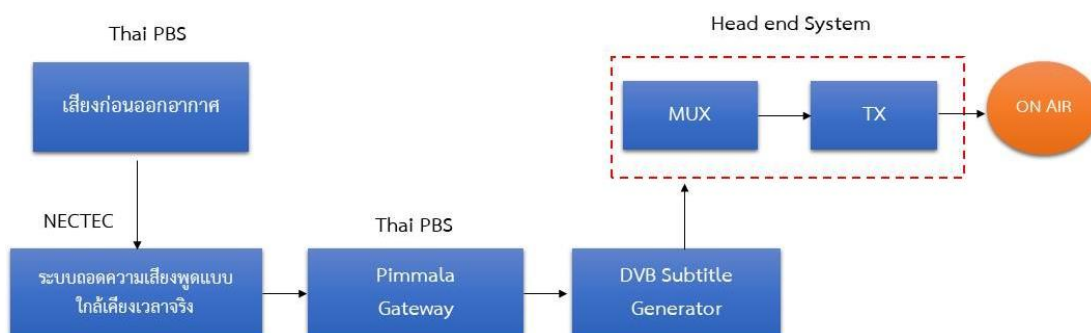 Thai PBS
เสียงก่อนออกอากาศ
NECTEC
ระบบถอดความเสียงพูดแบบ
ใกล้เคียงเวลาจริง
Thai PBS
Pimmala
Gateway
DVB Subtitle
Generator
Head end System
MUX
TX
ON AIR